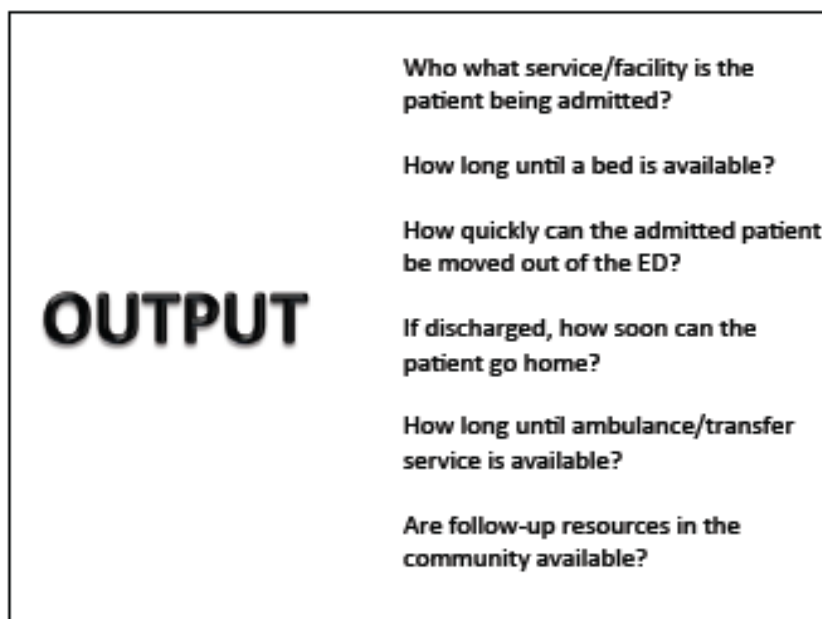 OUTPUT
Who what service/facility is the
patient being admitted?
How long until a bed is available?
How quickly can the admitted patient
be moved out of the ED?
If discharged, how soon can the
patient go home?
How long until ambulance/transfer
service is available?
Are follow-up resources in the
community available?